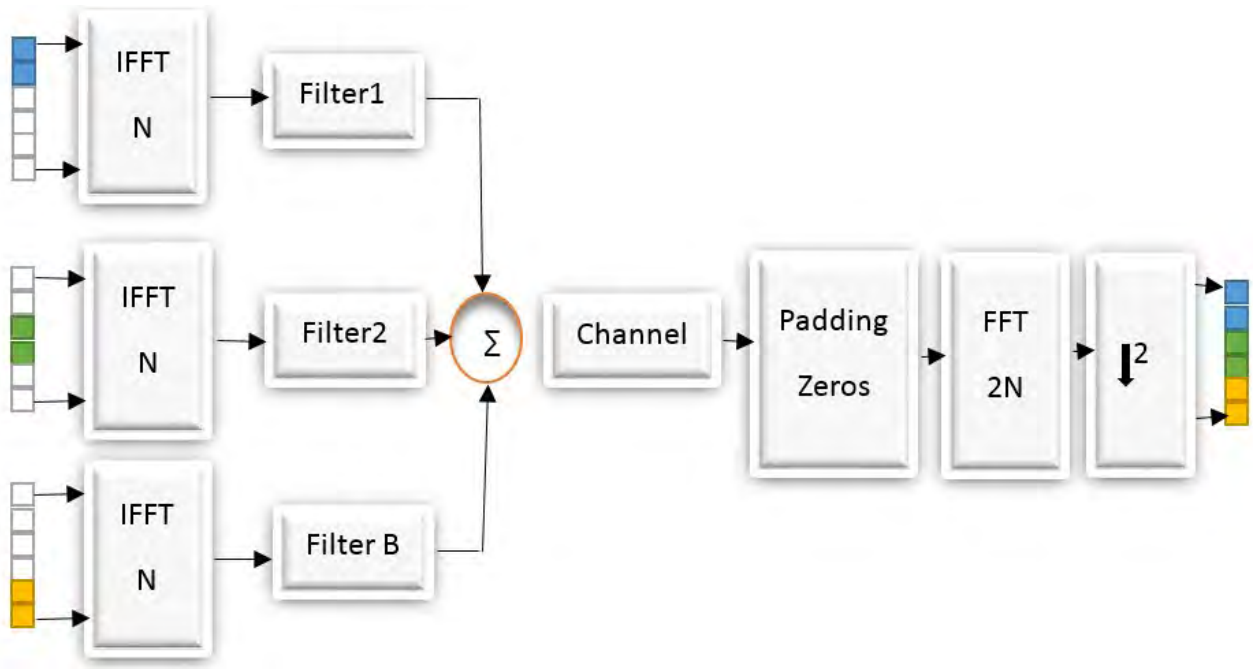 IFFT
N
Filter1
IFFT
N
Filter2
Σ
IFFT
N
Filter B
Channel
Padding
Zeros
FFT
2N
2